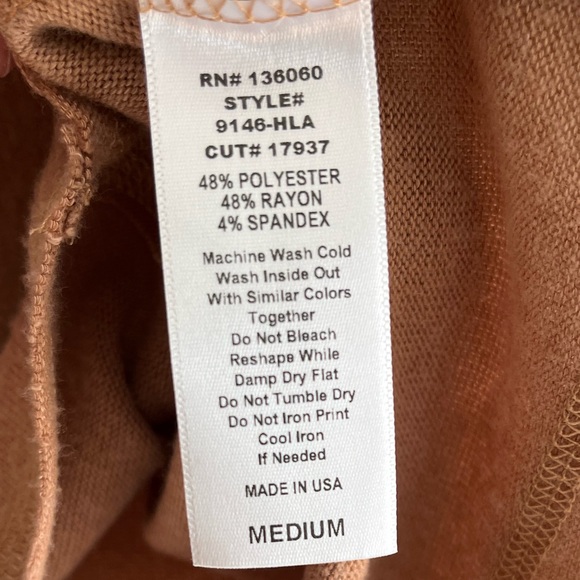 RN# 136060
STYLE#
9146-HLA
CUT# 17937
48% POLYESTER
48% RAYON
4% SPANDEX
Machine Wash Cold
Wash Inside Out
With Similar Colors
Together
Do Not Bleach
Reshape While
Damp Dry Flat
Do Not Tumble Dry
Do Not Iron Print
Cool Iron
If Needed
MADE IN USA
MEDIUM